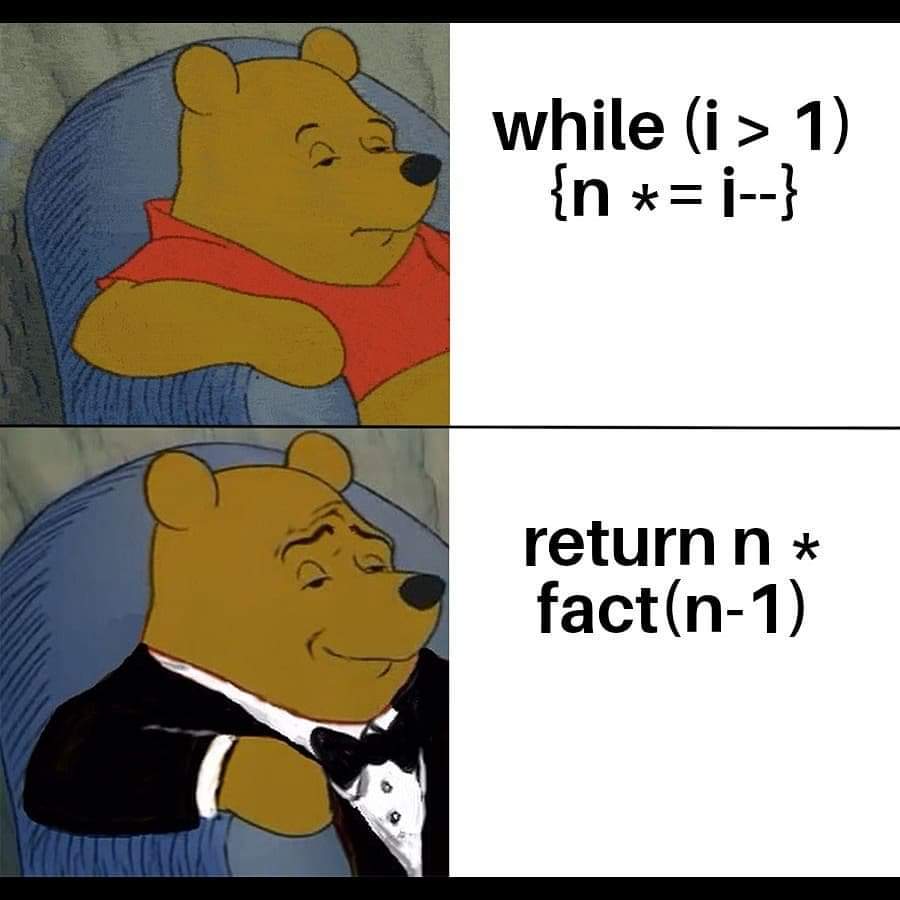 while (i > 1)
{n *= i--}
return n *
fact(n-1)